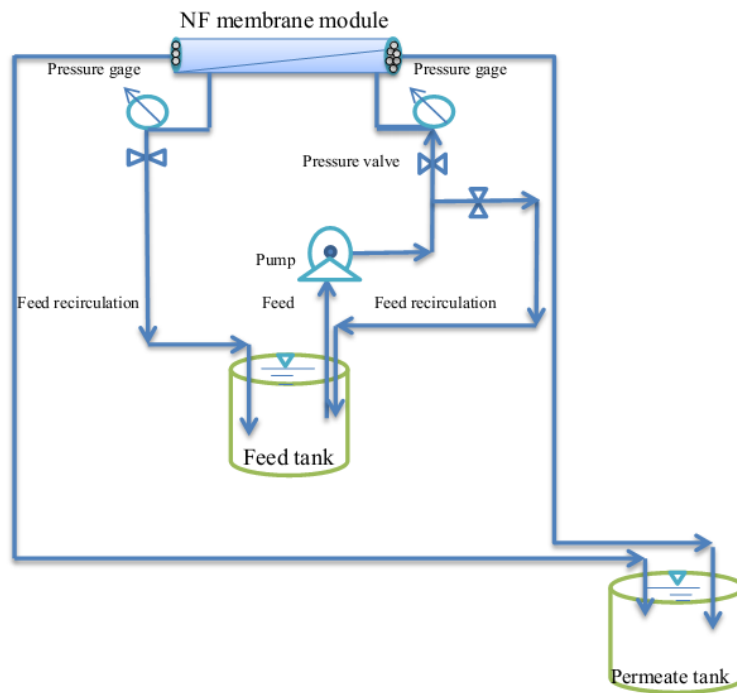 NF membrane module
Pressure gage
Pressure gage
Pressure valve
Pump
Feed recirculation
Feed
Feed recirculation
Feed tank
Permeate tank